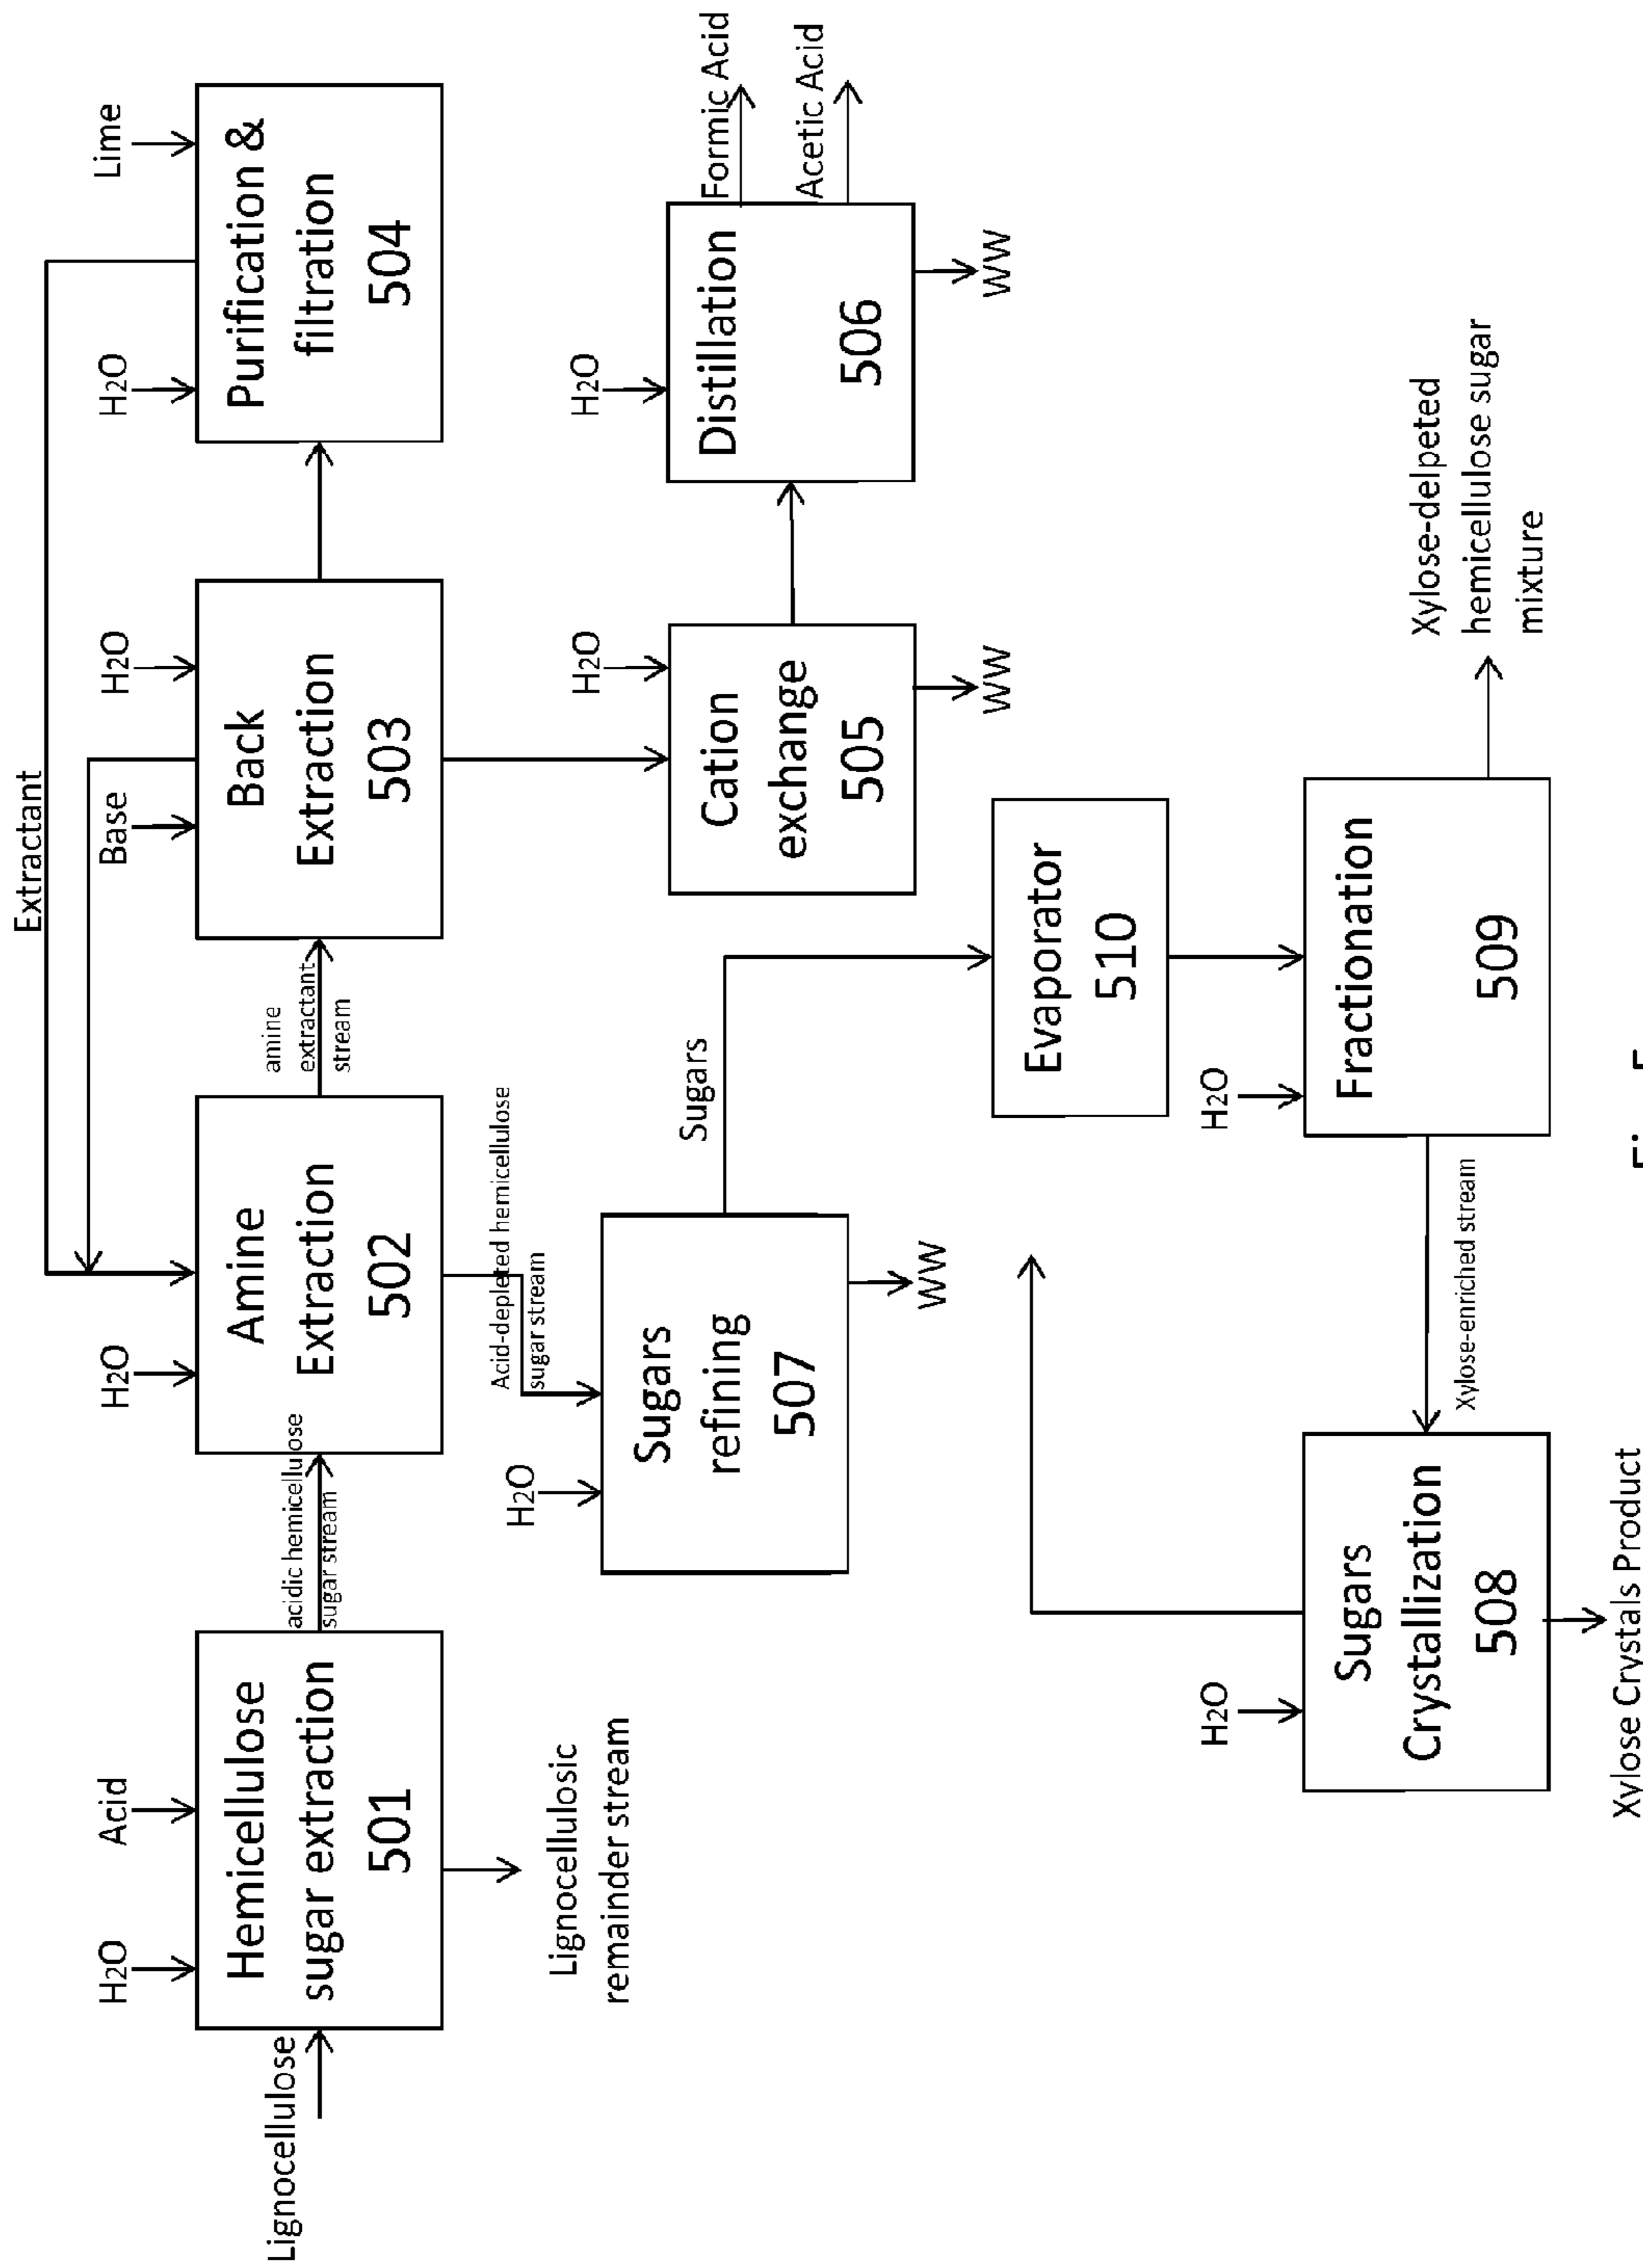 Extractant
H2O
Acid
H2O
Base
H2O
H2O
Lime
Lignocellulose
Hemicellulose
sugar extraction
501
acidic hemicellulose
sugar stream
Amine
Extraction
502
amine
extractant
stream
Back
Extraction
503
Purification &
filtration
504
Lignocellulosic
remainder stream
H2O
Acid-depleted hemicellulose
sugar stream
Sugars
refining
507
WW
Sugars
H2O
Cation
exchange
505
WW
H2O
Distillation
506
WW
Formic Acid
Acetic Acid
Evaporator
510
H2O
Sugars
Crystallization
508
Xylose Crystals Product
Xylose-enriched stream
H2O
Fractionation
509
Xylose-delpeted
hemicellulose sugar
mixture